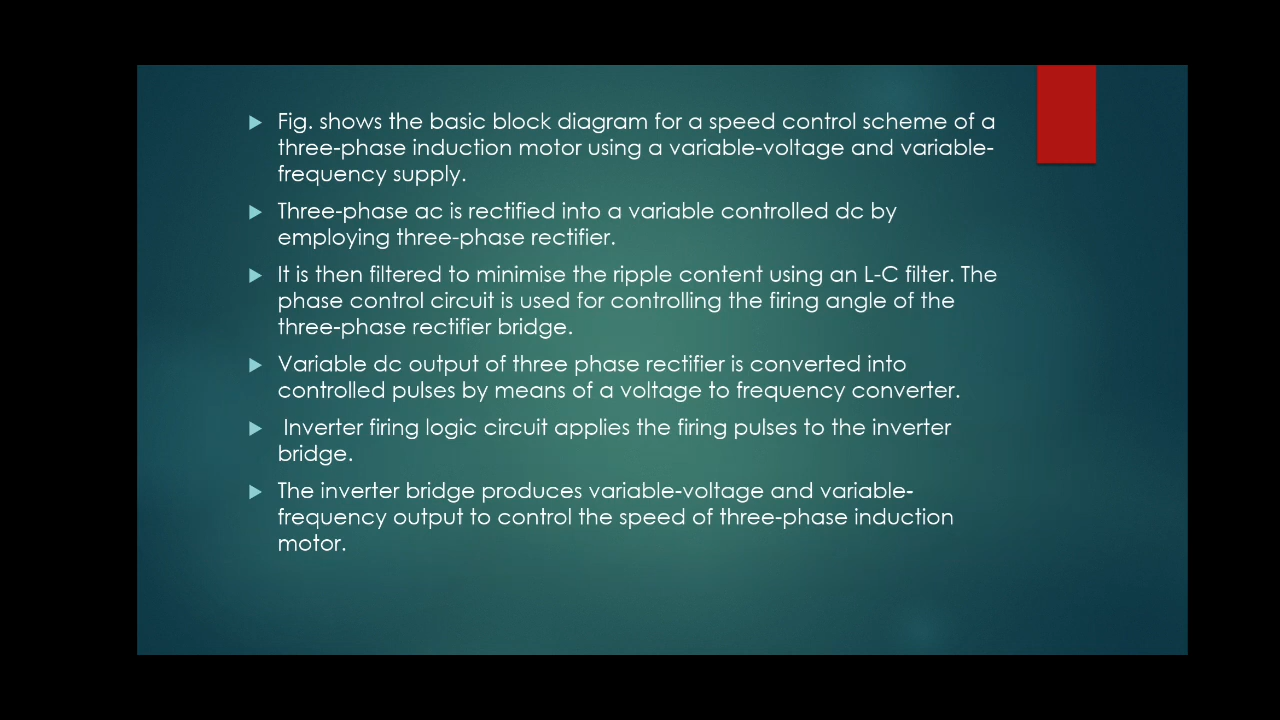 Fig. shows the basic block diagram for a speed control scheme of a
three-phase induction motor using a variable-voltage and variable-
frequency supply.
Three-phase ac is rectified into a variable controlled dc by
employing three-phase rectifier.
It is then filtered to minimise the ripple content using an L-C filter. The
phase control circuit is used for controlling the firing angle of the
three-phase rectifier bridge.
Variable dc output of three phase rectifier is converted into
controlled pulses by means of a voltage to frequency converter.
Inverter firing logic circuit applies the firing pulses to the inverter
bridge.
The inverter bridge produces variable-voltage and variable-
frequency output to control the speed of three-phase induction
motor.